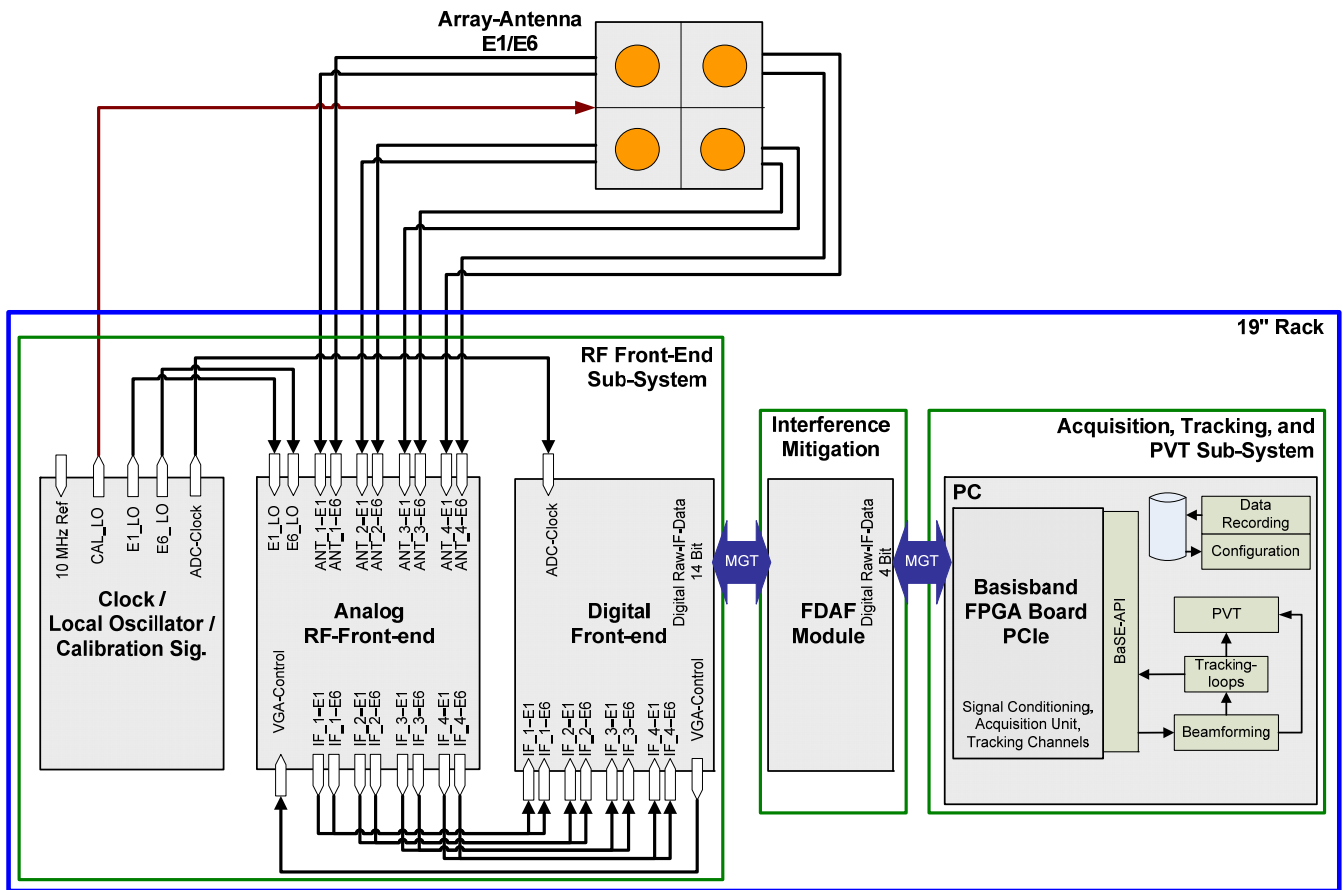 Array-Antenna
E1/E6
19" Rack
RF Front-End
Sub-System
Interference
Mitigation
Acquisition, Tracking, and
PVT Sub-System
10 MHz Ref
CAL_LO
E1_LO
E6_LO
ADC-Clock
Clock /
Local Oscillator /
Calibration Sig.
E1_LO
E6_LO
ANT_1-E1
ANT_1-E6
ANT_2-E1
ANT_2-E6
ANT_3-E1
ANT_3-E6
ANT_4-E1
ANT_4-E6
Analog
RF-Front-end
VGA-Control
IF_1-E1
IF_1-E6
IF_2-E1
IF_2-E6
IF_3-E1
IF_3-E6
IF_4-E1
IF_4-E6
ADC-Clock
Digital Raw-IF-Data
14 Bit
Digital
Front-end
IF_1-E1
IF_1-E6
IF_2-E1
IF_2-E6
IF_3-E1
IF_3-E6
IF_4-E1
IF_4-E6
VGA-Control
MGT
Digital Raw-IF-Data
4 Bit
FDAF
Module
MGT
PC
Basisband
FPGA Board
PCIe
Signal Conditioning,
Acquisition Unit,
Tracking Channels
BaSE-API
Data
Recording
Configuration
PVT
Tracking-
loops
Beamforming